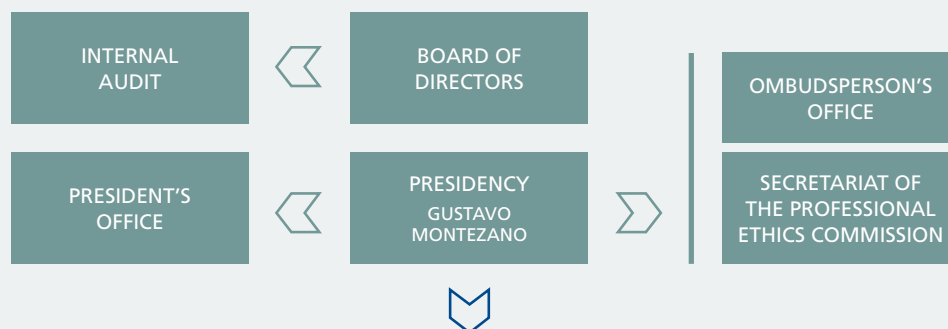 INTERNAL
AUDIT
BOARD OF
DIRECTORS
OMBUDSPERSON'S
OFFICE
PRESIDENT'S
OFFICE
PRESIDENCY
GUSTAVO
MONTEZANO
SECRETARIAT OF
THE PROFESSIONAL
ETHICS COMMISSION